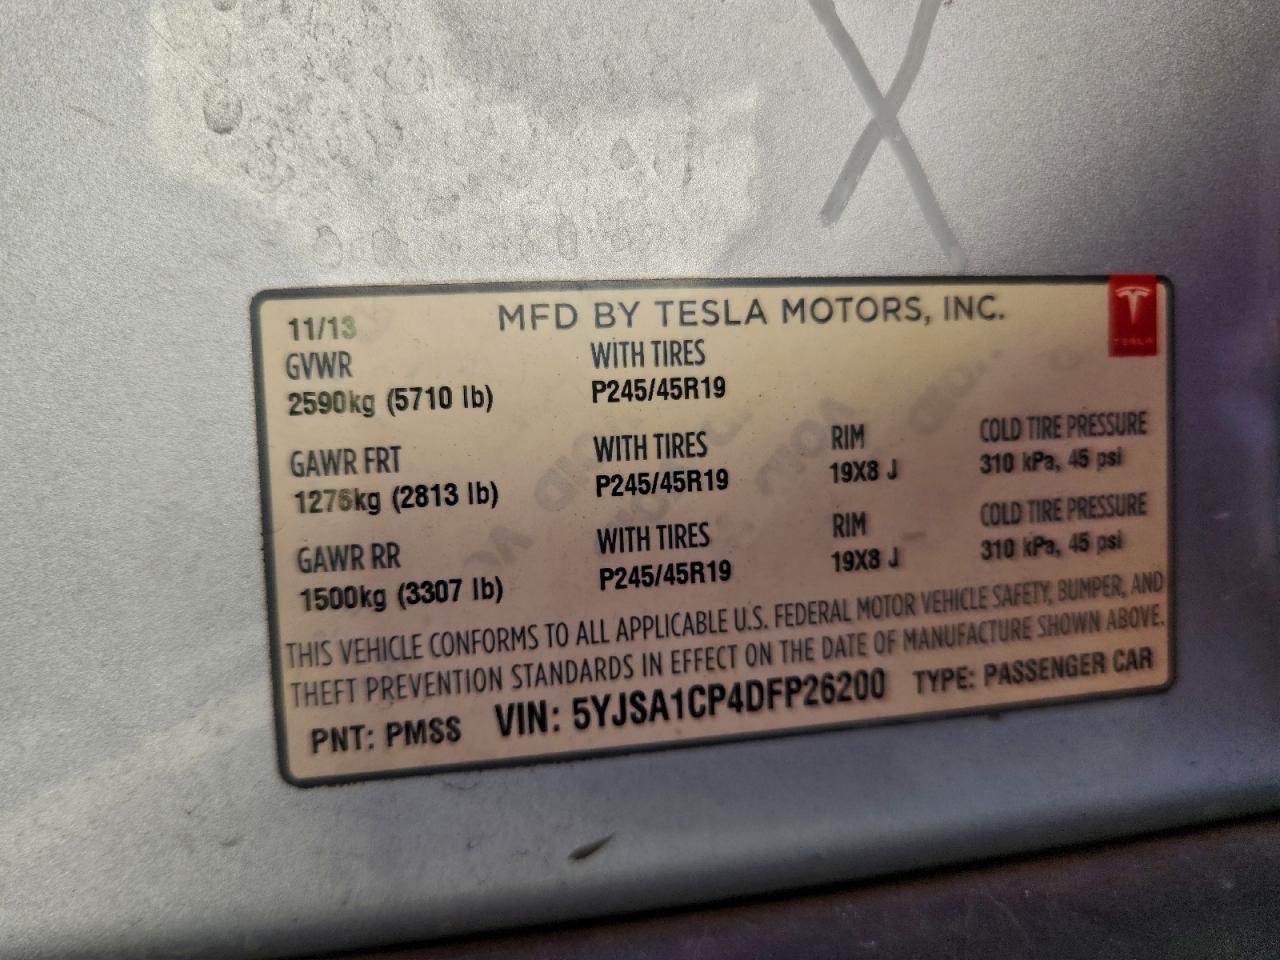 11/13 MFD BY TESLA MOTORS, INC.
TESLA
GVWR WITH TIRES
2590kg (5710 lb) P245/45R19
GAWR FRT WITH TIRES RIM COLD TIRE PRESSURE
1276kg (2813 lb) P245/45R19 19X8 J 310 kPa, 45 psi
GAWR RR WITH TIRES RIM COLD TIRE PRESSURE
1500kg (3307 lb) P245/45R19 19X8 J 310 kPa, 45 psi
THIS VEHICLE CONFORMS TO ALL APPLICABLE U.S. FEDERAL MOTOR VEHICLE SAFETY, BUMPER, AND
THEFT PREVENTION STANDARDS IN EFFECT ON THE DATE OF MANUFACTURE SHOWN ABOVE.
PNT: PMSS VIN: 5YJSA1CP4DFP26200 TYPE: PASSENGER CAR